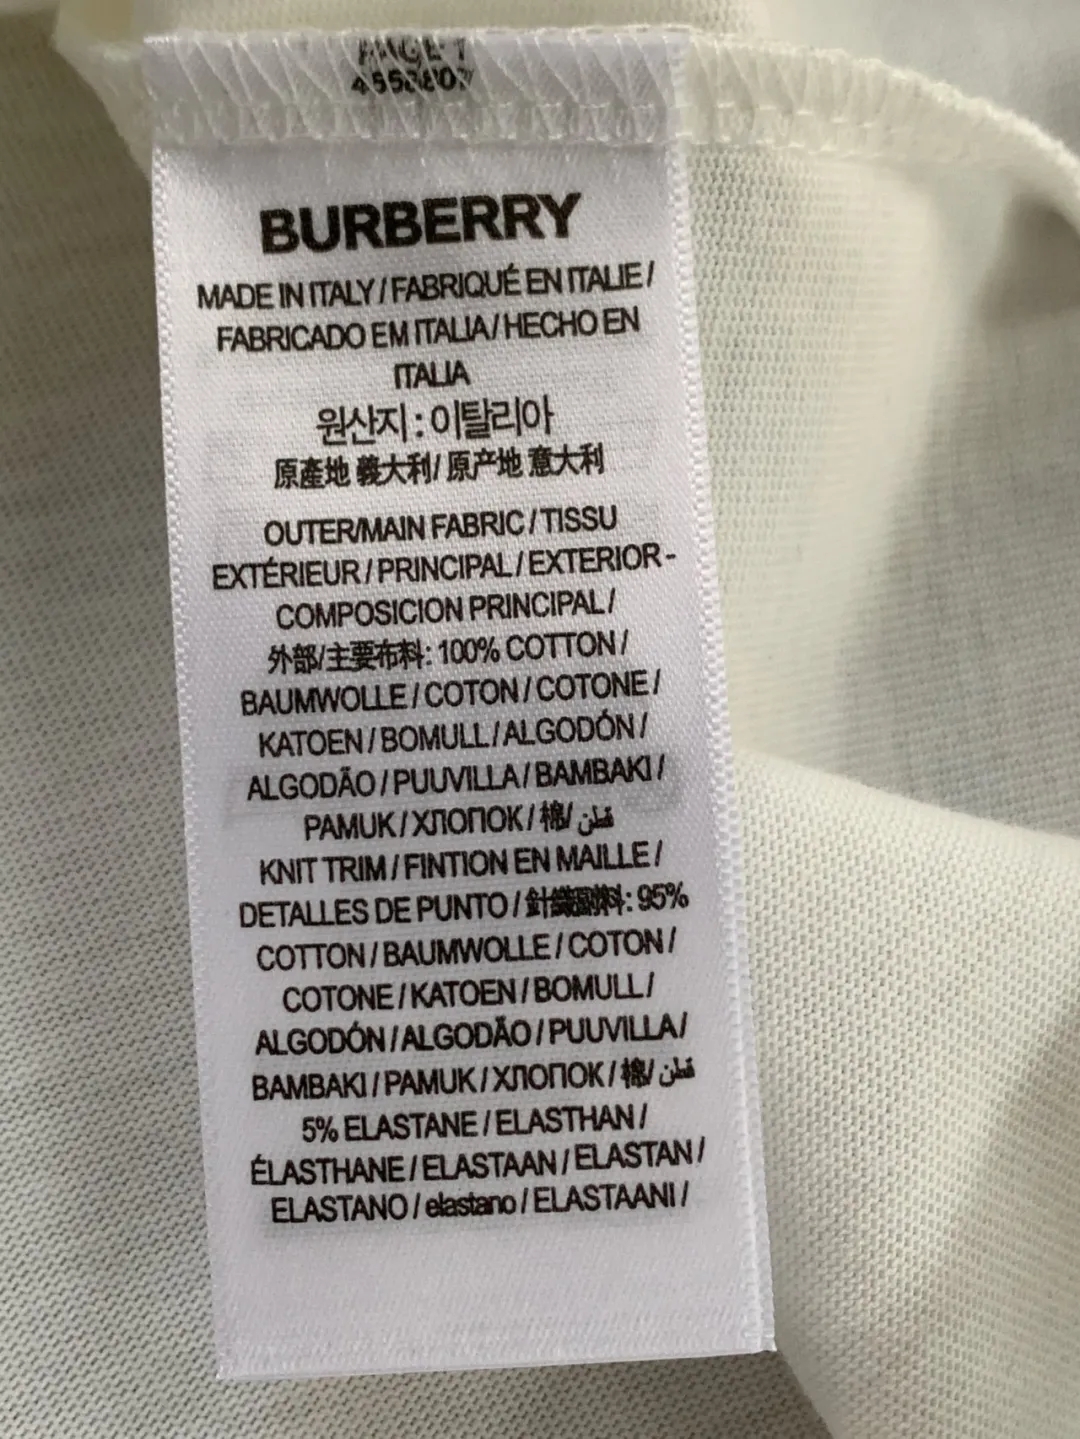 BURBERRY
MADE IN ITALY / FABRIQUÉ EN ITALIE /
FABRICADO EM ITALIA / HECHO EN
ITALIA
원산지 : 이탈리아
原產地 義大利/ 原产地 意大利
OUTER/MAIN FABRIC / TISSU
EXTÉRIEUR / PRINCIPAL / EXTERIOR -
COMPOSICION PRINCIPAL /
外部/主要布料: 100% COTTON /
BAUMWOLLE / COTON / COTONE /
KATOEN / BOMULL / ALGODÓN /
ALGODÃO / PUUVILLA / BAMBAKI /
PAMUK / ХЛОПОК / 棉/ قطن
KNIT TRIM / FINTION EN MAILLE /
DETALLES DE PUNTO / 針織副料: 95%
COTTON / BAUMWOLLE / COTON /
COTONE / KATOEN / BOMULL /
ALGODÓN / ALGODÃO / PUUVILLA /
BAMBAKI / PAMUK / ХЛОПОК / 棉/ قطن
5% ELASTANE / ELASTHAN /
ÉLASTHANE / ELASTAAN / ELASTAN /
ELASTANO / elastano / ELASTAANI /